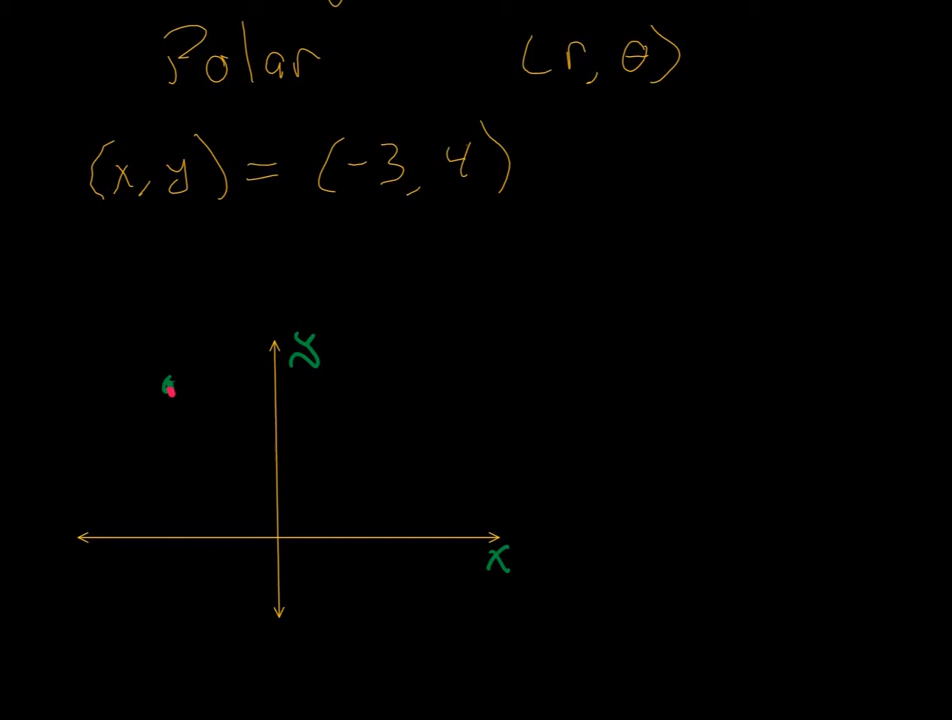 Polar (r, θ)
(x, y) = (-3, 4)
y
x